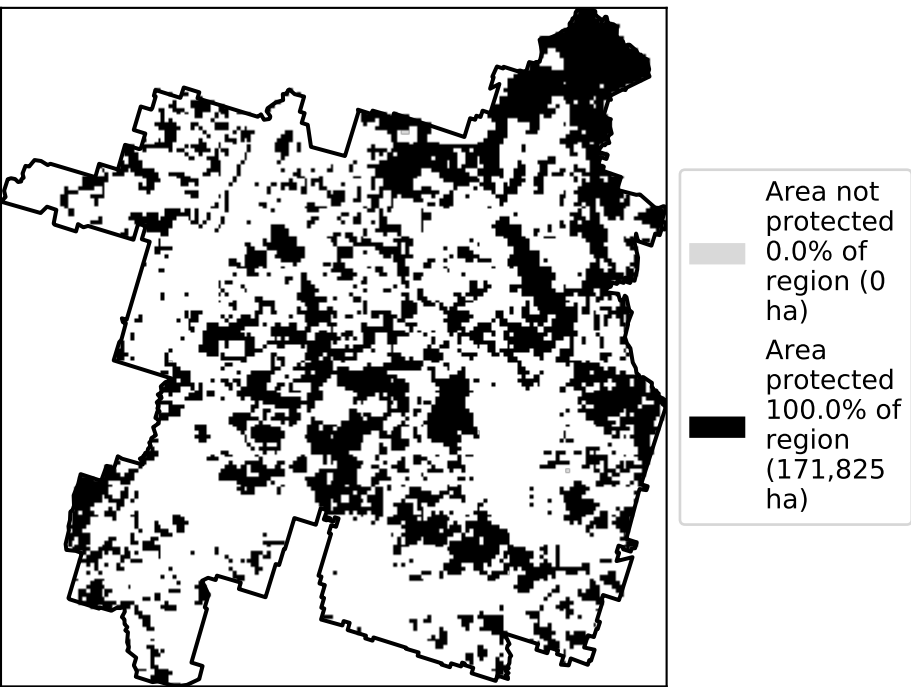 Area not
protected
0.0% of
region (0
ha)
Area
protected
100.0% of
region
(171,825
ha)